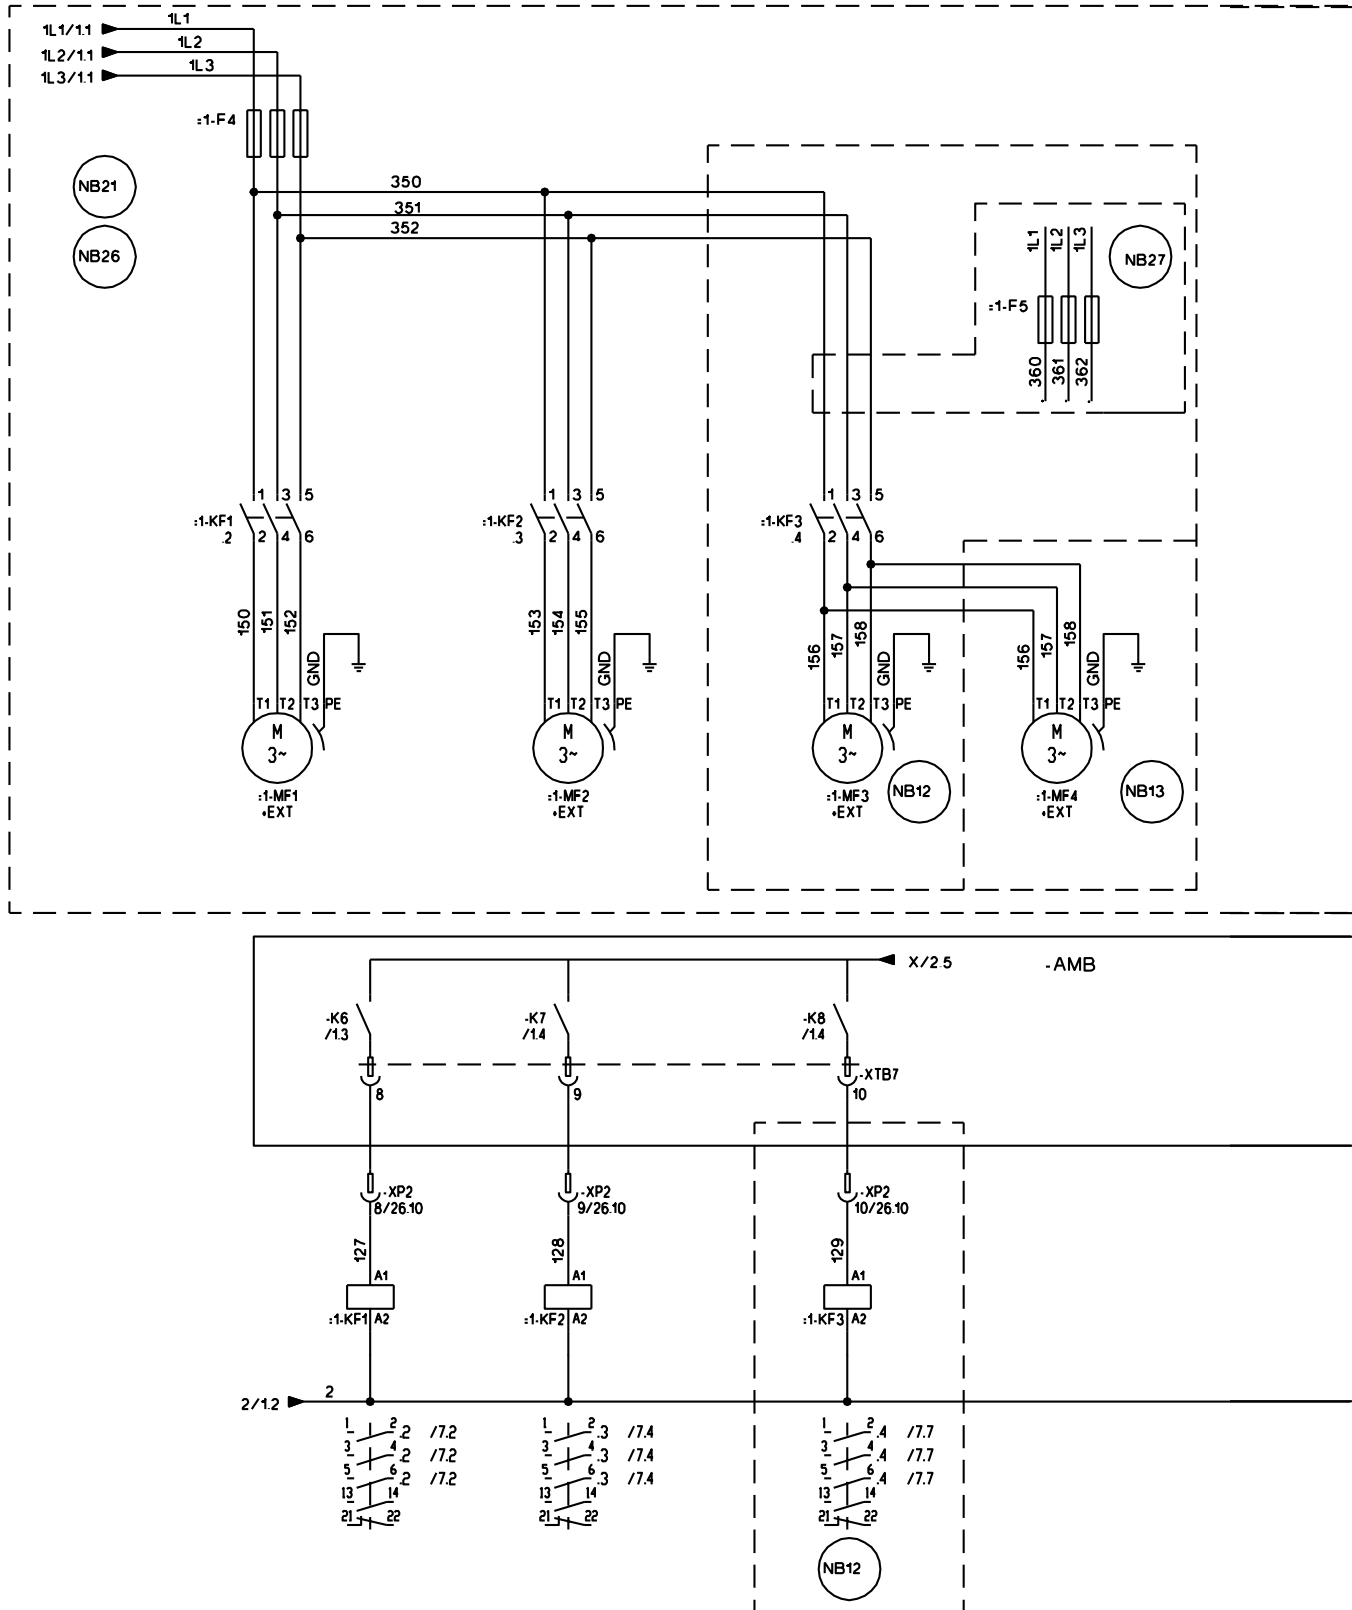 1L1/1.1 1L1
1L2/1.1 1L2
1L3/1.1 1L3
:1-F4
NB21
NB26
350
351
352
1L1 1L2 1L3
NB27
:1-F5
360 361 362
1 3 5
:1-KF1
.2 2 4 6
1 3 5
:1-KF2
.3 2 4 6
1 3 5
:1-KF3
.4 2 4 6
150 151 152 GND
153 154 155 GND
156 157 158 GND
156 157 158 GND
T1 T2 T3 PE
T1 T2 T3 PE
T1 T2 T3 PE
T1 T2 T3 PE
M
3~
M
3~
M
3~
M
3~
NB12
NB13
:1-MF1
+EXT
:1-MF2
+EXT
:1-MF3
+EXT
:1-MF4
+EXT
X/2.5
-AMB
-K6
/1.3
-K7
/1.4
-K8
/1.4
-XTB7
8
9
10
-XP2
8/26.10
-XP2
9/26.10
-XP2
10/26.10
127
128
129
A1
A1
A1
:1-KF1 A2
:1-KF2 A2
:1-KF3 A2
2/1.2 2
1 2 .2 /7.2
3 4 .2 /7.2
5 6 .2 /7.2
13 14
21 22
1 2 .3 /7.4
3 4 .3 /7.4
5 6 .3 /7.4
13 14
21 22
1 2 .4 /7.7
3 4 .4 /7.7
5 6 .4 /7.7
13 14
21 22
NB12